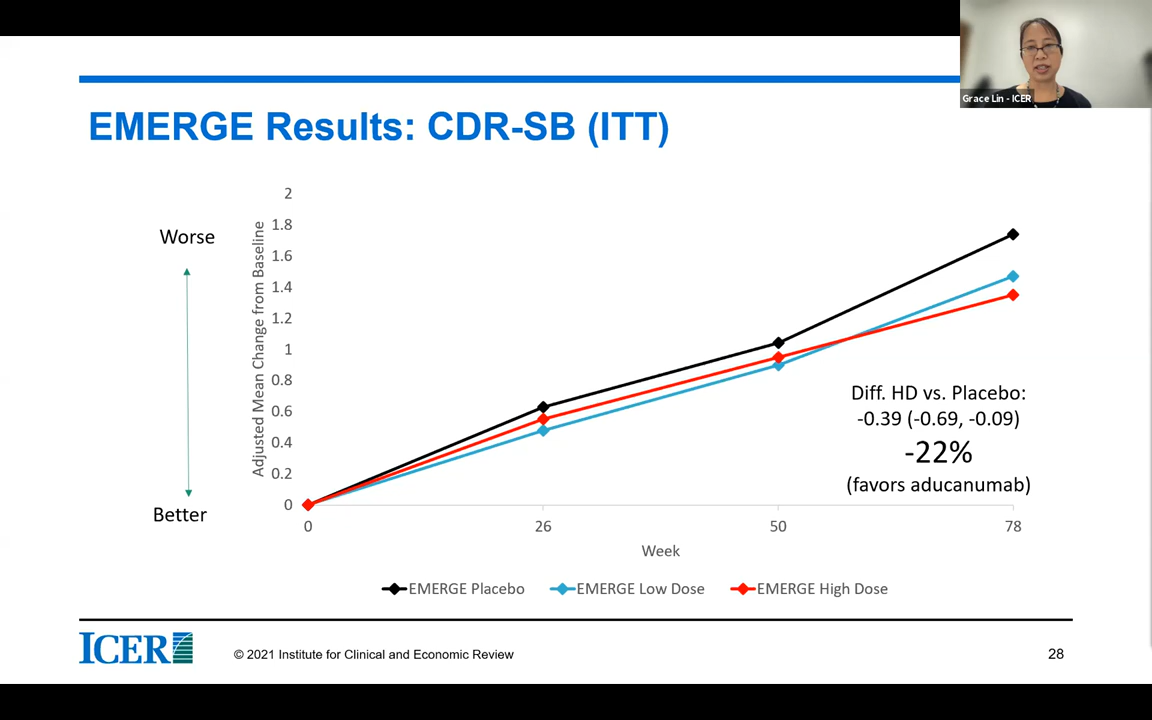 Grace Lin - ICER
EMERGE Results: CDR-SB (ITT)
Worse
Better
Adjusted Mean Change from Baseline
2
1.8
1.6
1.4
1.2
1
0.8
0.6
0.4
0.2
0
0
26
50
78
Week
Diff. HD vs. Placebo:
-0.39 (-0.69, -0.09)
-22%
(favors aducanumab)
EMERGE Placebo
EMERGE Low Dose
EMERGE High Dose
ICER
© 2021 Institute for Clinical and Economic Review
28